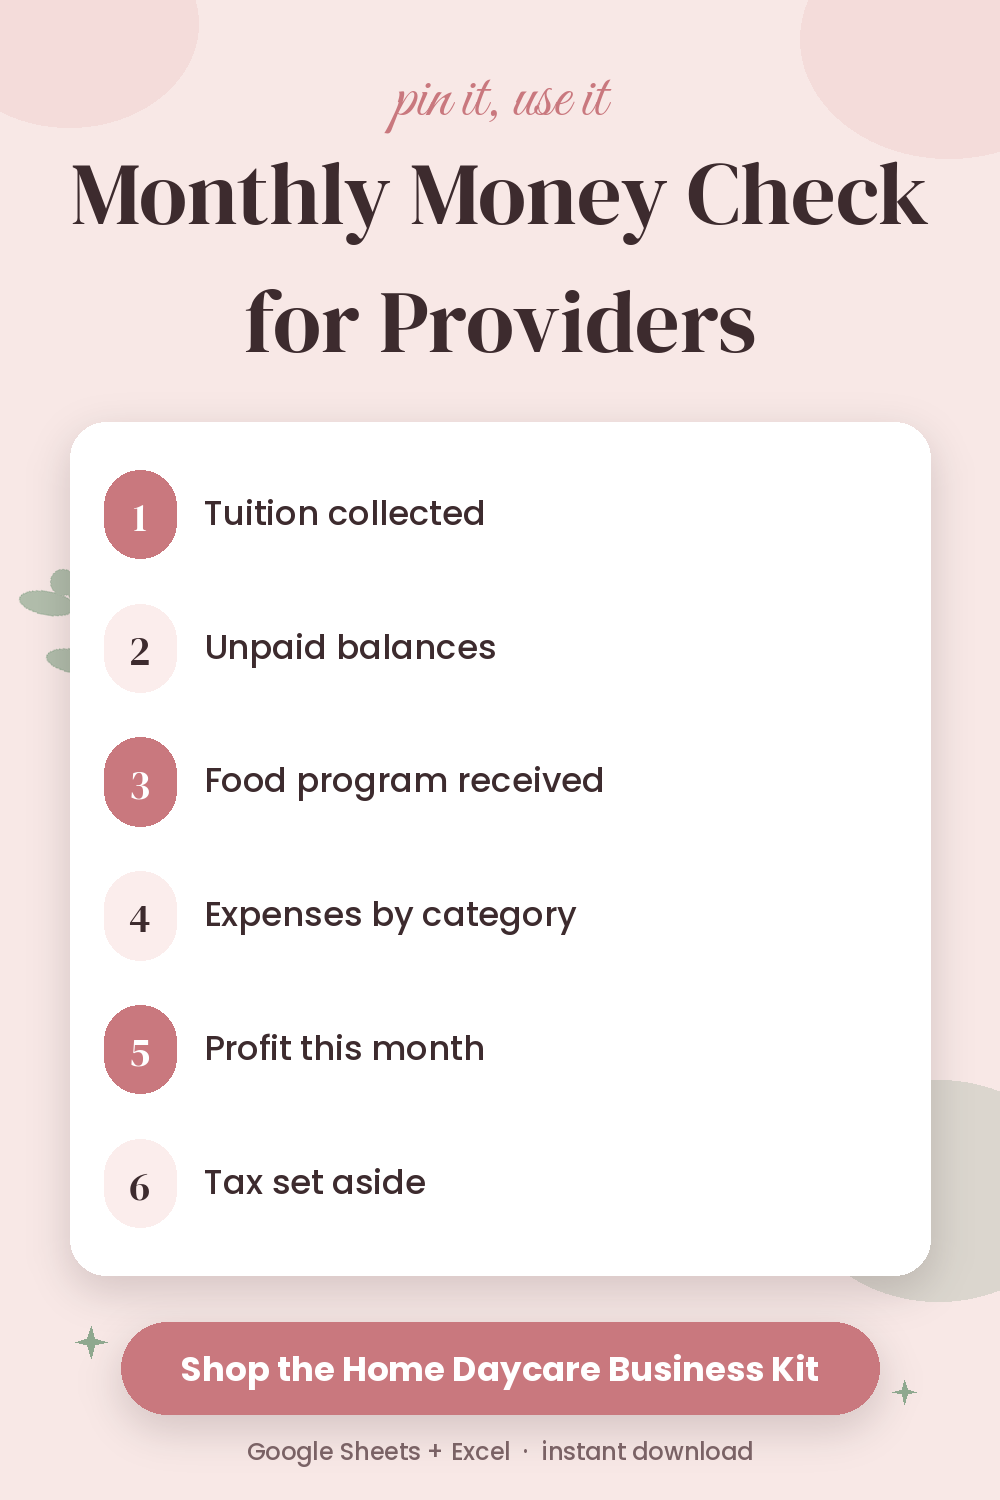 pin it, use it
Monthly Money Check
for Providers
1 Tuition collected
2 Unpaid balances
3 Food program received
4 Expenses by category
5 Profit this month
6 Tax set aside
Shop the Home Daycare Business Kit
Google Sheets + Excel · instant download